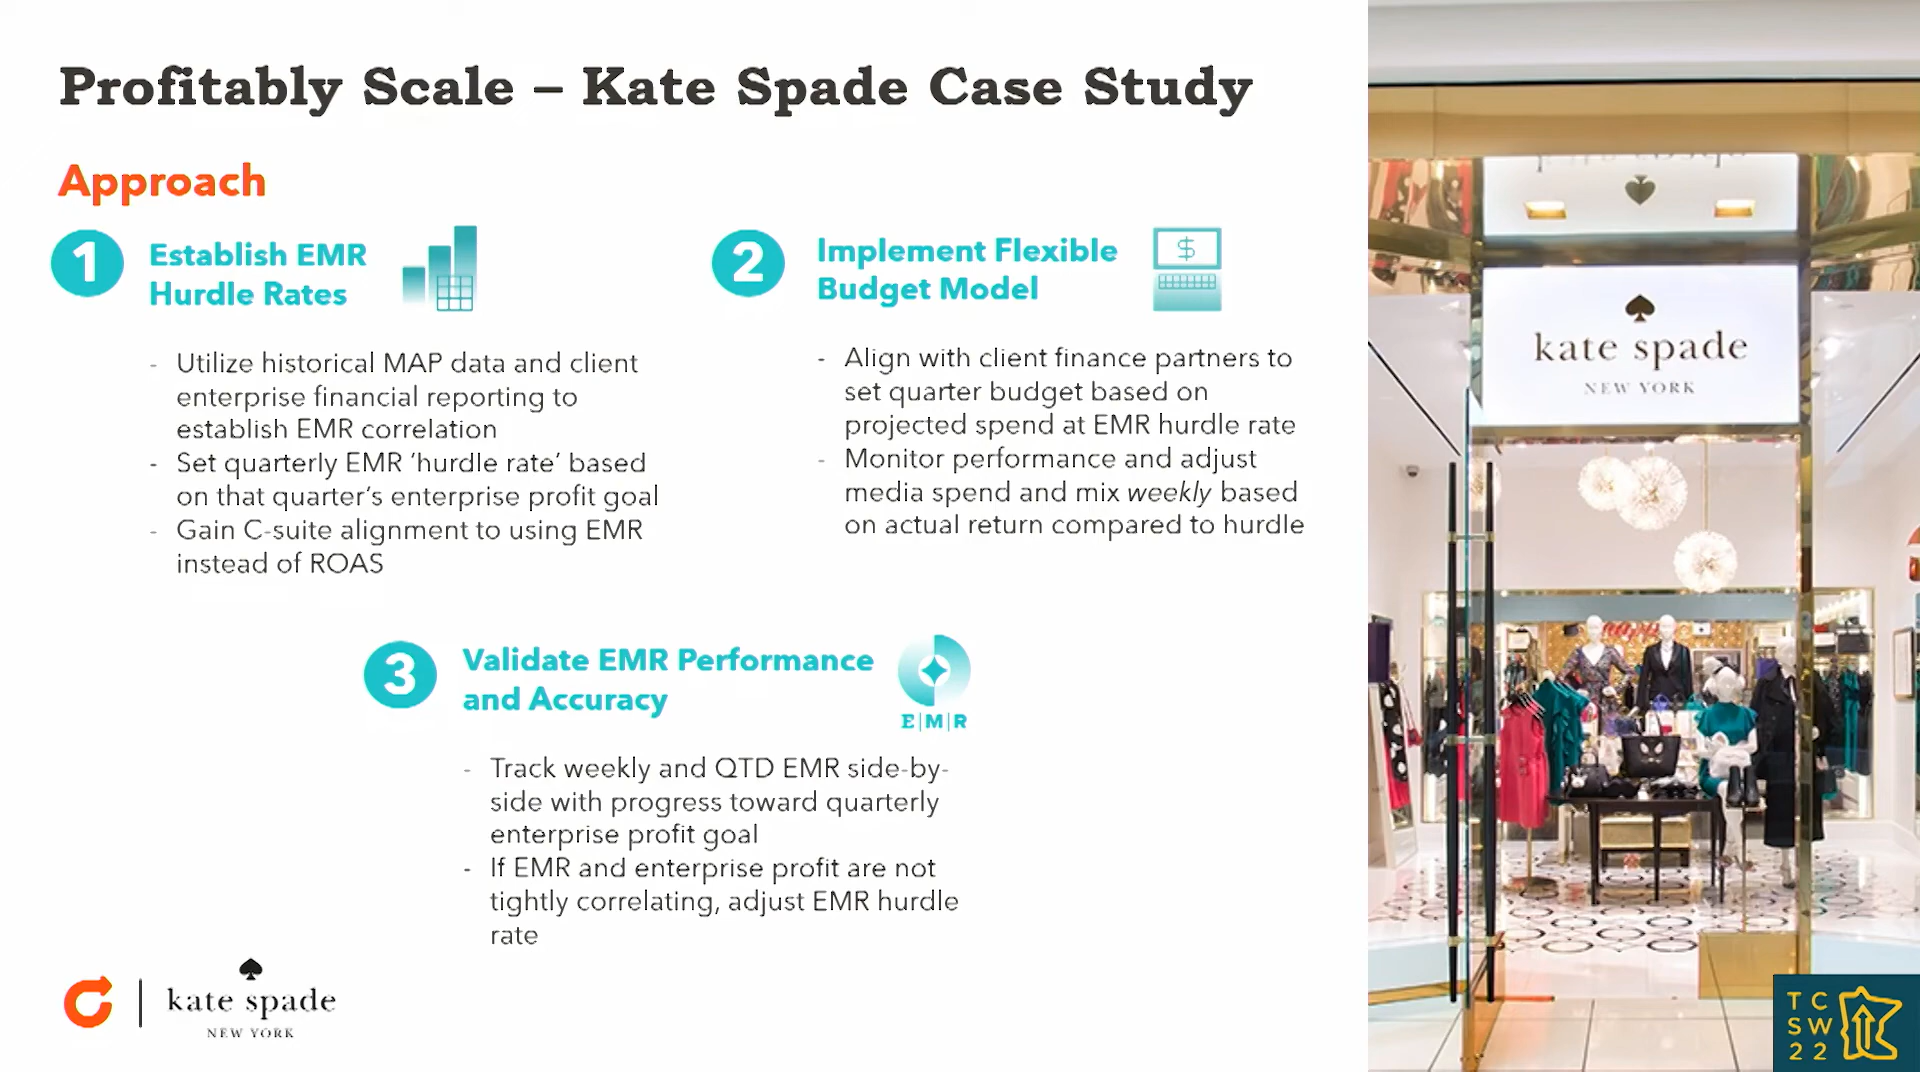 Profitably Scale – Kate Spade Case Study
Approach
1
Establish EMR
Hurdle Rates
- Utilize historical MAP data and client
enterprise financial reporting to
establish EMR correlation
- Set quarterly EMR ‘hurdle rate’ based
on that quarter’s enterprise profit goal
- Gain C-suite alignment to using EMR
instead of ROAS
2
Implement Flexible
Budget Model
$
- Align with client finance partners to
set quarter budget based on
projected spend at EMR hurdle rate
- Monitor performance and adjust
media spend and mix weekly based
on actual return compared to hurdle
3
Validate EMR Performance
and Accuracy
E|M|R
- Track weekly and QTD EMR side-by-
side with progress toward quarterly
enterprise profit goal
- If EMR and enterprise profit are not
tightly correlating, adjust EMR hurdle
rate
kate spade
NEW YORK
kate spade
NEW YORK
TC
SW
22